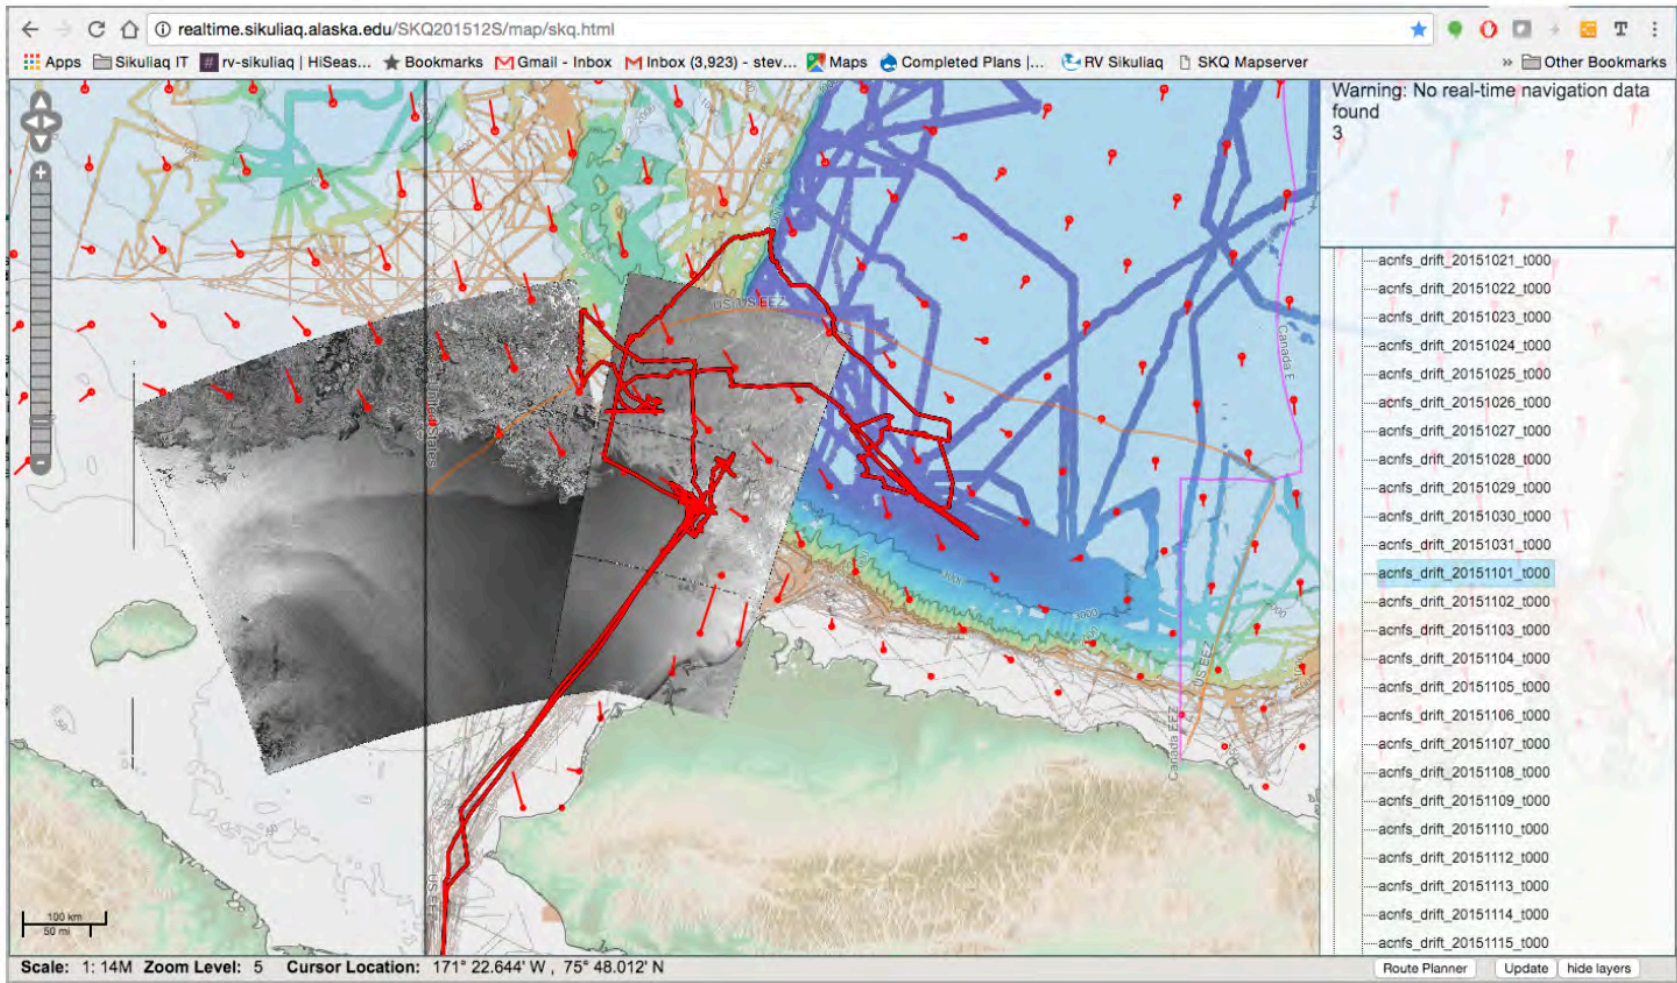 realtime.sikuliaq.alaska.edu/SKQ201512S/map/skq.html
Apps Sikuliaq IT rv-sikuliaq | HiSeas... Bookmarks Gmail - Inbox Inbox (3,923) - stev... Maps Completed Plans |... RV Sikuliaq SKQ Mapserver » Other Bookmarks
Warning: No real-time navigation data
found
3
acnfs_drift_20151021_t000
acnfs_drift_20151022_t000
acnfs_drift_20151023_t000
acnfs_drift_20151024_t000
acnfs_drift_20151025_t000
acnfs_drift_20151026_t000
acnfs_drift_20151027_t000
acnfs_drift_20151028_t000
acnfs_drift_20151029_t000
acnfs_drift_20151030_t000
acnfs_drift_20151031_t000
acnfs_drift_20151101_t000
acnfs_drift_20151102_t000
acnfs_drift_20151103_t000
acnfs_drift_20151104_t000
acnfs_drift_20151105_t000
acnfs_drift_20151106_t000
acnfs_drift_20151107_t000
acnfs_drift_20151108_t000
acnfs_drift_20151109_t000
acnfs_drift_20151110_t000
acnfs_drift_20151112_t000
acnfs_drift_20151113_t000
acnfs_drift_20151114_t000
acnfs_drift_20151115_t000
US EEZ
Canada E
3000
3000
US EEZ
Canada EEZ
US EEZ
100 km
50 mi
Scale: 1: 14M Zoom Level: 5 Cursor Location: 171° 22.644' W , 75° 48.012' N
Route Planner Update hide layers